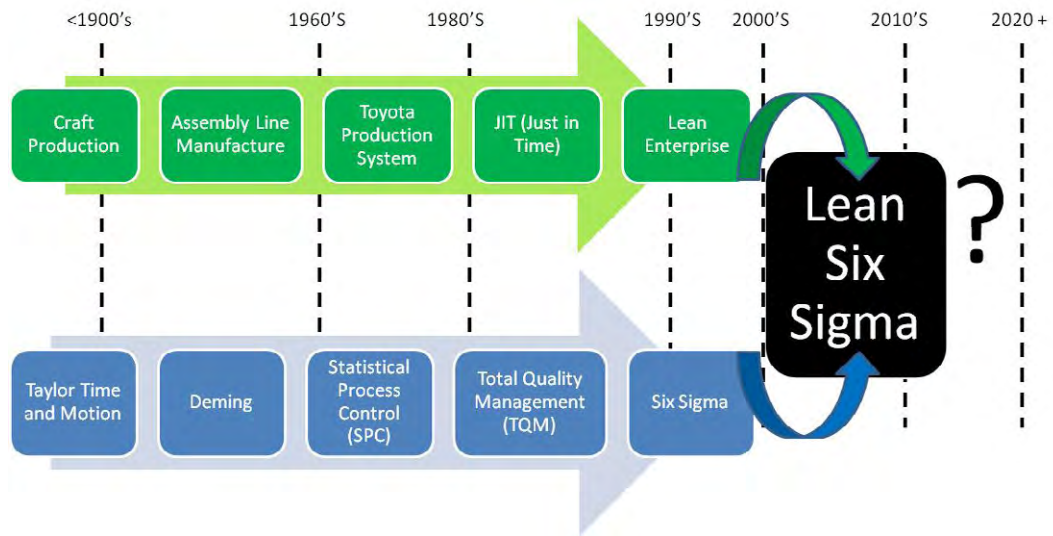 <1900's 1960'S 1980's 1990'S 2000's 2010'S 2020 +
Craft
Production
Assembly Line
Manufacture
Toyota
Production
System
JIT (Just in
Time)
Lean
Enterprise
Lean
Six
Sigma
?
Taylor Time
and Motion
Deming
Statistical
Process
Control
(SPC)
Total Quality
Management
(TQM)
Six Sigma